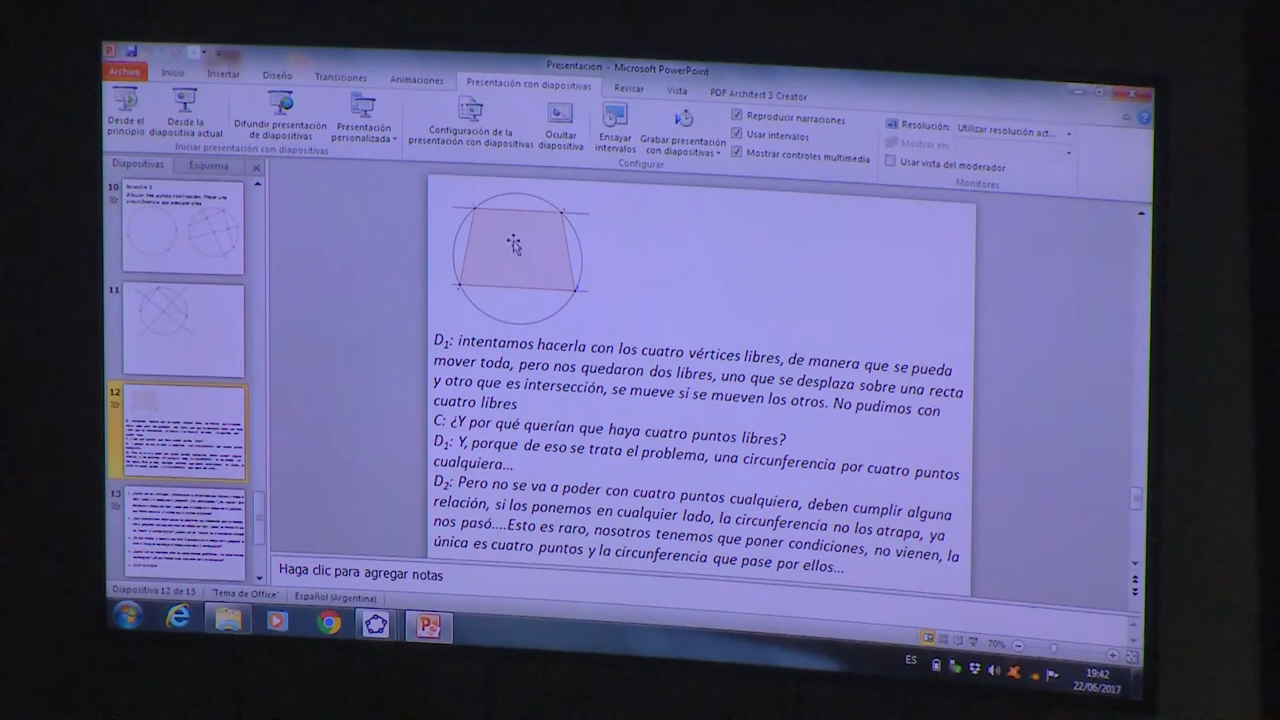 Presentación - Microsoft PowerPoint
Archivo Inicio Insertar Diseño Transiciones Animaciones Presentación con diapositivas Revisar Vista PDF Architect 3 Creator
Desde el principio
Desde la diapositiva actual
Difundir presentación de diapositivas
Presentación personalizada
Configuración de la presentación con diapositivas
Ocultar diapositiva
Ensayar intervalos
Grabar presentación con diapositivas
Reproducir narraciones
Usar intervalos
Mostrar controles multimedia
Resolución: Utilizar resolución act...
Mostrar en:
Usar vista del moderador
Iniciar presentación con diapositivas
Configurar
Monitores
Diapositivas Esquema
10
11
12
13
D1: intentamos hacerla con los cuatro vértices libres, de manera que se pueda
mover toda, pero nos quedaron dos libres, uno que se desplaza sobre una recta
y otro que es intersección, se mueve si se mueven los otros. No pudimos con
cuatro libres
C: ¿Y por qué querían que haya cuatro puntos libres?
D1: Y, porque de eso se trata el problema, una circunferencia por cuatro puntos
cualquiera...
D2: Pero no se va a poder con cuatro puntos cualquiera, deben cumplir alguna
relación, si los ponemos en cualquier lado, la circunferencia no los atrapa, ya
nos pasó....Esto es raro, nosotros tenemos que poner condiciones, no vienen, la
única es cuatro puntos y la circunferencia que pase por ellos...
Haga clic para agregar notas
Diapositiva 12 de 13 "Tema de Office" Español (Argentina)
70%
ES
19:42
22/06/2017